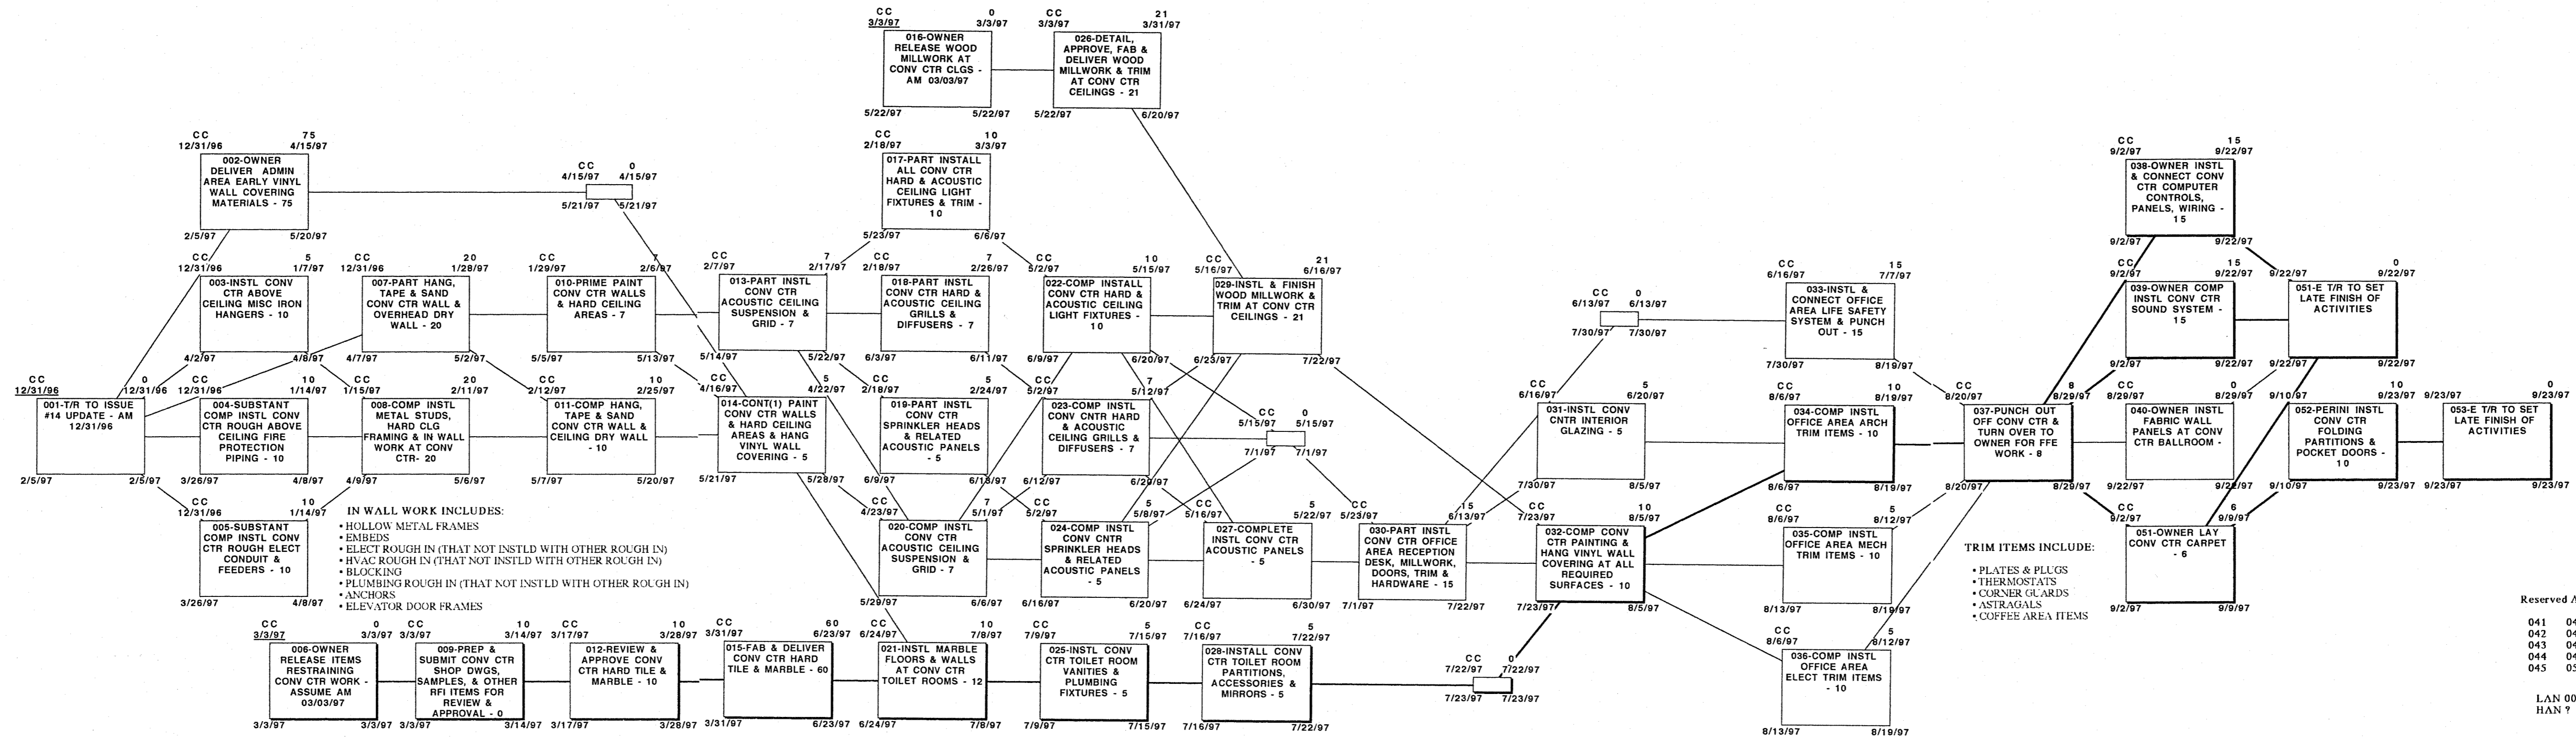 CC 0
3/3/97 3/3/97
016-OWNER
RELEASE WOOD
MILLWORK AT
CONV CTR CLGS -
AM 03/03/97
5/22/97 5/22/97
CC 21
3/3/97 3/31/97
026-DETAIL,
APPROVE, FAB &
DELIVER WOOD
MILLWORK & TRIM
AT CONV CTR
CEILINGS - 21
5/22/97 6/20/97
CC 75
12/31/96 4/15/97
002-OWNER
DELIVER ADMIN
AREA EARLY VINYL
WALL COVERING
MATERIALS - 75
2/5/97 5/20/97
CC 0
4/15/97 4/15/97
5/21/97 5/21/97
CC 10
2/18/97 3/3/97
017-PART INSTALL
ALL CONV CTR
HARD & ACOUSTIC
CEILING LIGHT
FIXTURES & TRIM -
10
5/23/97 6/6/97
CC 15
9/2/97 9/22/97
038-OWNER INSTL
& CONNECT CONV
CTR COMPUTER
CONTROLS,
PANELS, WIRING -
15
9/2/97 9/22/97
CC 5
12/31/96 1/7/97
003-INSTL CONV
CTR ABOVE
CEILING MISC IRON
HANGERS - 10
4/2/97 4/8/97
CC 20
12/31/96 1/28/97
007-PART HANG,
TAPE & SAND
CONV CTR WALL &
OVERHEAD DRY
WALL - 20
4/7/97 5/2/97
CC 7
1/29/97 2/6/97
010-PRIME PAINT
CONV CTR WALLS
& HARD CEILING
AREAS - 7
5/5/97 5/13/97
CC 7
2/7/97 2/17/97
013-PART INSTL
CONV CTR
ACOUSTIC CEILING
SUSPENSION &
GRID - 7
5/14/97 5/22/97
CC 7
2/18/97 2/26/97
018-PART INSTL
CONV CTR HARD &
ACOUSTIC CEILING
GRILLS &
DIFFUSERS - 7
6/3/97 6/11/97
CC 10
5/2/97 5/15/97
022-COMP INSTALL
CONV CTR HARD &
ACOUSTIC CEILING
LIGHT FIXTURES -
10
6/9/97 6/20/97
CC 21
5/16/97 6/16/97
029-INSTL & FINISH
WOOD MILLWORK &
TRIM AT CONV CTR
CEILINGS - 21
6/23/97 7/22/97
CC 0
6/13/97 6/13/97
7/30/97 7/30/97
CC 15
6/16/97 7/7/97
033-INSTL &
CONNECT OFFICE
AREA LIFE SAFETY
SYSTEM & PUNCH
OUT - 15
7/30/97 8/19/97
CC 15
9/2/97 9/22/97
039-OWNER COMP
INSTL CONV CTR
SOUND SYSTEM -
15
9/2/97 9/22/97
0
9/22/97 9/22/97
051-E T/R TO SET
LATE FINISH OF
ACTIVITIES
9/22/97 9/22/97
CC 0
12/31/96 12/31/96
001-T/R TO ISSUE
#14 UPDATE - AM
12/31/96
2/5/97 2/5/97
CC 10
12/31/96 1/14/97
004-SUBSTANT
COMP INSTL CONV
CTR ROUGH ABOVE
CEILING FIRE
PROTECTION
PIPING - 10
3/26/97 4/8/97
CC 20
1/15/97 2/11/97
008-COMP INSTL
METAL STUDS,
HARD CLG
FRAMING & IN WALL
WORK AT CONV
CTR- 20
4/9/97 5/6/97
CC 10
2/12/97 2/25/97
011-COMP HANG,
TAPE & SAND
CONV CTR WALL &
CEILING DRY WALL
- 10
5/7/97 5/20/97
CC 5
4/16/97 4/22/97
014-CONT(1) PAINT
CONV CTR WALLS
& HARD CEILING
AREAS & HANG
VINYL WALL
COVERING - 5
5/21/97 5/28/97
CC 5
2/18/97 2/24/97
019-PART INSTL
CONV CTR
SPRINKLER HEADS
& RELATED
ACOUSTIC PANELS
- 5
6/9/97 6/13/97
CC 7
5/2/97 5/12/97
023-COMP INSTL
CONV CNTR HARD
& ACOUSTIC
CEILING GRILLS &
DIFFUSERS - 7
6/12/97 6/20/97
CC 0
5/15/97 5/15/97
7/1/97 7/1/97
CC 5
6/16/97 6/20/97
031-INSTL CONV
CNTR INTERIOR
GLAZING - 5
7/30/97 8/5/97
CC 10
8/6/97 8/19/97
034-COMP INSTL
OFFICE AREA ARCH
TRIM ITEMS - 10
8/6/97 8/19/97
CC 8
8/20/97 8/29/97
037-PUNCH OUT
OFF CONV CTR &
TURN OVER TO
OWNER FOR FFE
WORK - 8
8/20/97 8/29/97
CC 0
8/29/97 8/29/97
040-OWNER INSTL
FABRIC WALL
PANELS AT CONV
CTR BALLROOM -
9/22/97 9/22/97
10
9/10/97 9/23/97
052-PERINI INSTL
CONV CTR
FOLDING
PARTITIONS &
POCKET DOORS -
10
9/10/97 9/23/97
0
9/23/97
053-E T/R TO SET
LATE FINISH OF
ACTIVITIES
9/23/97 9/23/97
CC 10
12/31/96 1/14/97
005-SUBSTANT
COMP INSTL CONV
CTR ROUGH ELECT
CONDUIT &
FEEDERS - 10
3/26/97 4/8/97
IN WALL WORK INCLUDES:
• HOLLOW METAL FRAMES
• EMBEDS
• ELECT ROUGH IN (THAT NOT INSTLD WITH OTHER ROUGH IN)
• HVAC ROUGH IN (THAT NOT INSTLD WITH OTHER ROUGH IN)
• BLOCKING
• PLUMBING ROUGH IN (THAT NOT INSTLD WITH OTHER ROUGH IN)
• ANCHORS
• ELEVATOR DOOR FRAMES
CC 7
4/23/97 5/1/97
020-COMP INSTL
CONV CTR
ACOUSTIC CEILING
SUSPENSION &
GRID - 7
5/29/97 6/6/97
CC 5
5/2/97 5/8/97
024-COMP INSTL
CONV CNTR
SPRINKLER HEADS
& RELATED
ACOUSTIC PANELS
- 5
6/16/97 6/20/97
CC 5
5/16/97 5/22/97
027-COMPLETE
INSTL CONV CTR
ACOUSTIC PANELS
- 5
6/24/97 6/30/97
CC 15
5/23/97 6/13/97
030-PART INSTL
CONV CTR OFFICE
AREA RECEPTION
DESK, MILLWORK,
DOORS, TRIM &
HARDWARE - 15
7/1/97 7/22/97
CC 10
7/23/97 8/5/97
032-COMP CONV
CTR PAINTING &
HANG VINYL WALL
COVERING AT ALL
REQUIRED
SURFACES - 10
7/23/97 8/5/97
CC 5
8/6/97 8/12/97
035-COMP INSTL
OFFICE AREA MECH
TRIM ITEMS - 10
8/13/97 8/19/97
TRIM ITEMS INCLUDE:
• PLATES & PLUGS
• THERMOSTATS
• CORNER GUARDS
• ASTRAGALS
• COFFEE AREA ITEMS
CC 6
9/2/97 9/9/97
051-OWNER LAY
CONV CTR CARPET
- 6
9/2/97 9/9/97
CC 0
3/3/97 3/3/97
006-OWNER
RELEASE ITEMS
RESTRAINING
CONV CTR WORK -
ASSUME AM
03/03/97
3/3/97 3/3/97
CC 10
3/3/97 3/14/97
009-PREP &
SUBMIT CONV CTR
SHOP DWGS,
SAMPLES, & OTHER
RFI ITEMS FOR
REVIEW &
APPROVAL - 0
3/3/97 3/14/97
CC 10
3/17/97 3/28/97
012-REVIEW &
APPROVE CONV
CTR HARD TILE &
MARBLE - 10
3/17/97 3/28/97
CC 60
3/31/97 6/23/97
015-FAB & DELIVER
CONV CTR HARD
TILE & MARBLE - 60
3/31/97 6/23/97
CC 10
6/24/97 7/8/97
021-INSTL MARBLE
FLOORS & WALLS
AT CONV CTR
TOILET ROOMS - 12
6/24/97 7/8/97
CC 5
7/9/97 7/15/97
025-INSTL CONV
CTR TOILET ROOM
VANITIES &
PLUMBING
FIXTURES - 5
7/9/97 7/15/97
CC 5
7/16/97 7/22/97
028-INSTALL CONV
CTR TOILET ROOM
PARTITIONS,
ACCESSORIES &
MIRRORS - 5
7/16/97 7/22/97
CC 0
7/22/97 7/22/97
7/23/97 7/23/97
CC 5
8/6/97 8/12/97
036-COMP INSTL
OFFICE AREA
ELECT TRIM ITEMS
- 10
8/13/97 8/19/97
Reserved
041
042
043
044
045
LAN 00
HAN ?